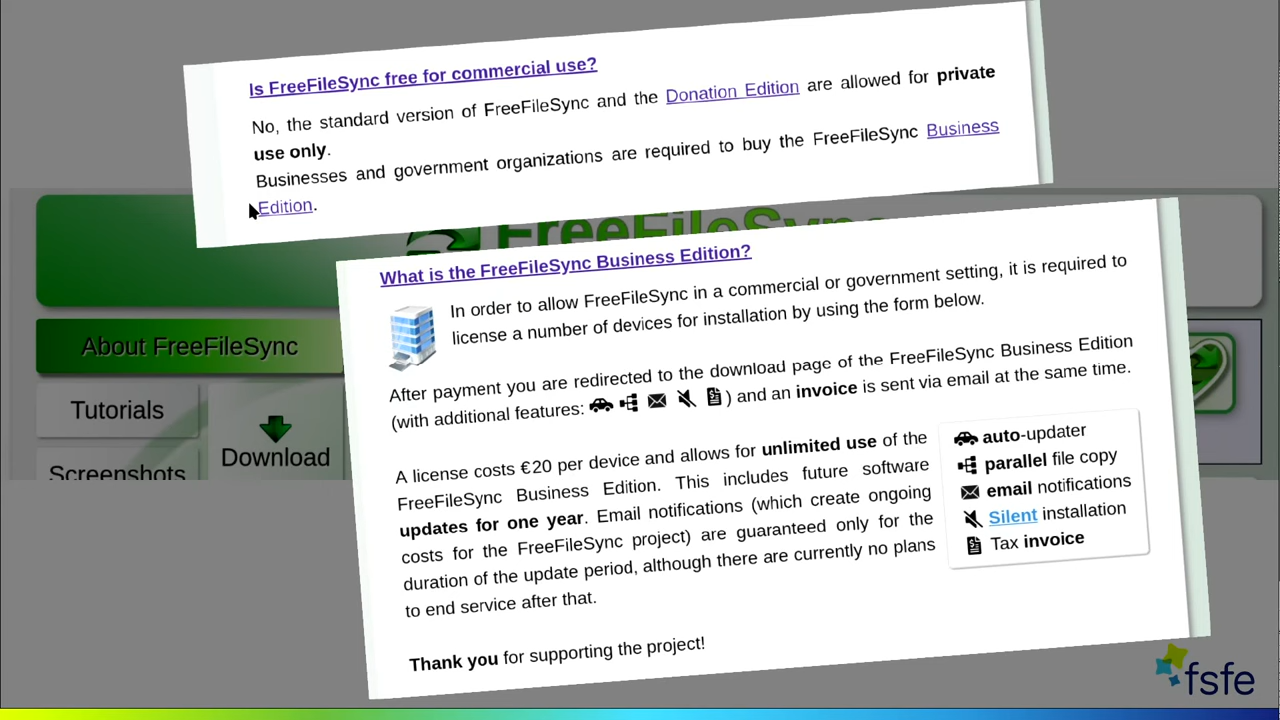 Is FreeFileSync free for commercial use?
No, the standard version of FreeFileSync and the Donation Edition are allowed for private
use only.
Businesses and government organizations are required to buy the FreeFileSync Business
Edition.
FreeFileSync
What is the FreeFileSync Business Edition?
In order to allow FreeFileSync in a commercial or government setting, it is required to
license a number of devices for installation by using the form below.
After payment you are redirected to the download page of the FreeFileSync Business Edition
(with additional features: ) and an invoice is sent via email at the same time.
A license costs €20 per device and allows for unlimited use of the
FreeFileSync Business Edition. This includes future software
updates for one year. Email notifications (which create ongoing
costs for the FreeFileSync project) are guaranteed only for the
duration of the update period, although there are currently no plans
to end service after that.
auto-updater
parallel file copy
email notifications
Silent installation
Tax invoice
Thank you for supporting the project!
About FreeFileSync
Tutorials
Download
Screenshots
fsfe